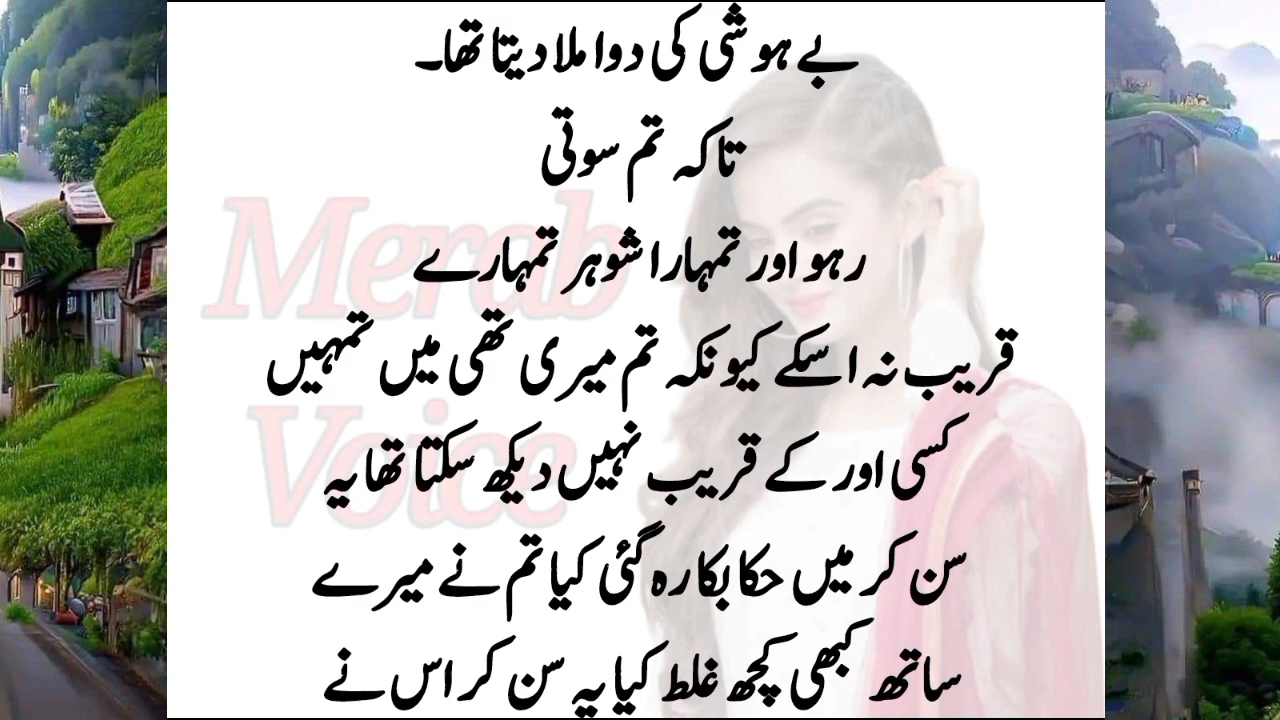 بے ہوشی کی دوا ملا دیتا تھا۔
تاکہ تم سوتی
رہو اور تمہارا شوہر تمہارے
قریب نہ اسکے کیونکہ تم میری تھی میں تمہیں
کسی اور کے قریب نہیں دیکھ سکتا تھا یہ
سن کر میں حکا بکا رہ گئی کیا تم نے میرے
ساتھ کبھی کچھ غلط کیا یہ سن کر اس نے
Merab
Voice